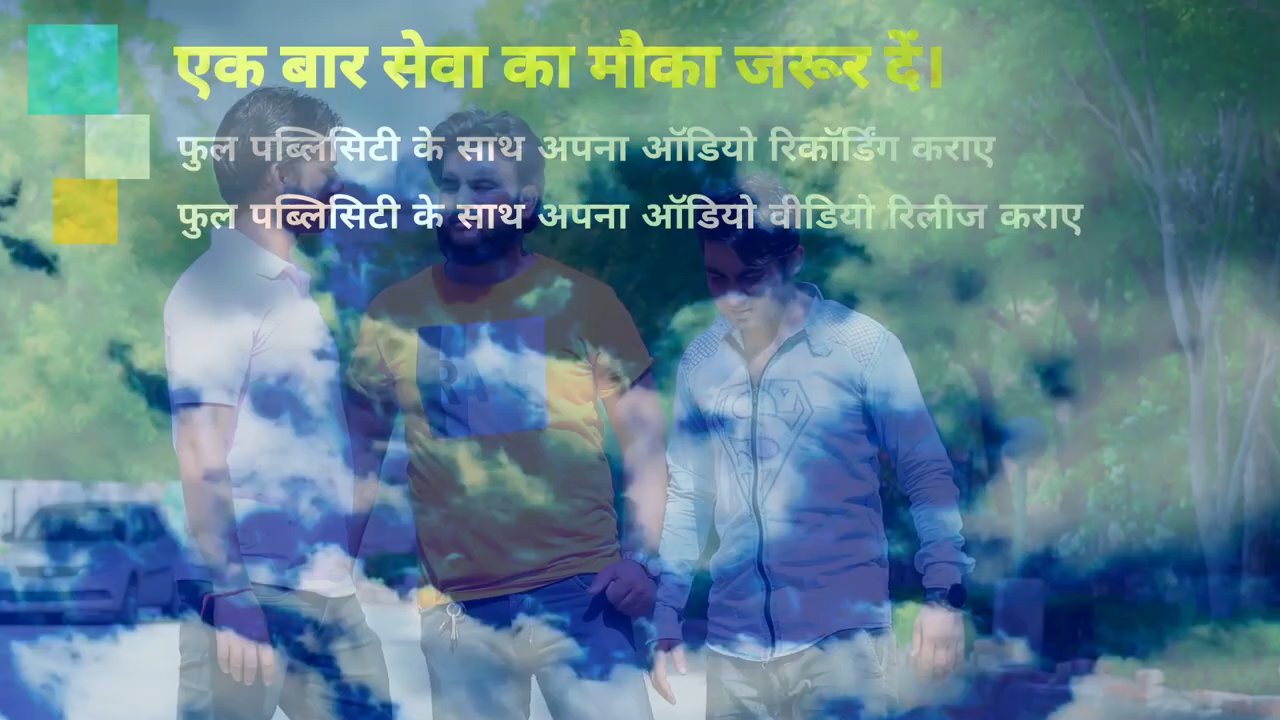 एक बार सेवा का मौका जरूर दें।
फुल पब्लिसिटी के साथ अपना ऑडियो रिकॉर्डिंग कराए
फुल पब्लिसिटी के साथ अपना ऑडियो वीडियो रिलीज कराए